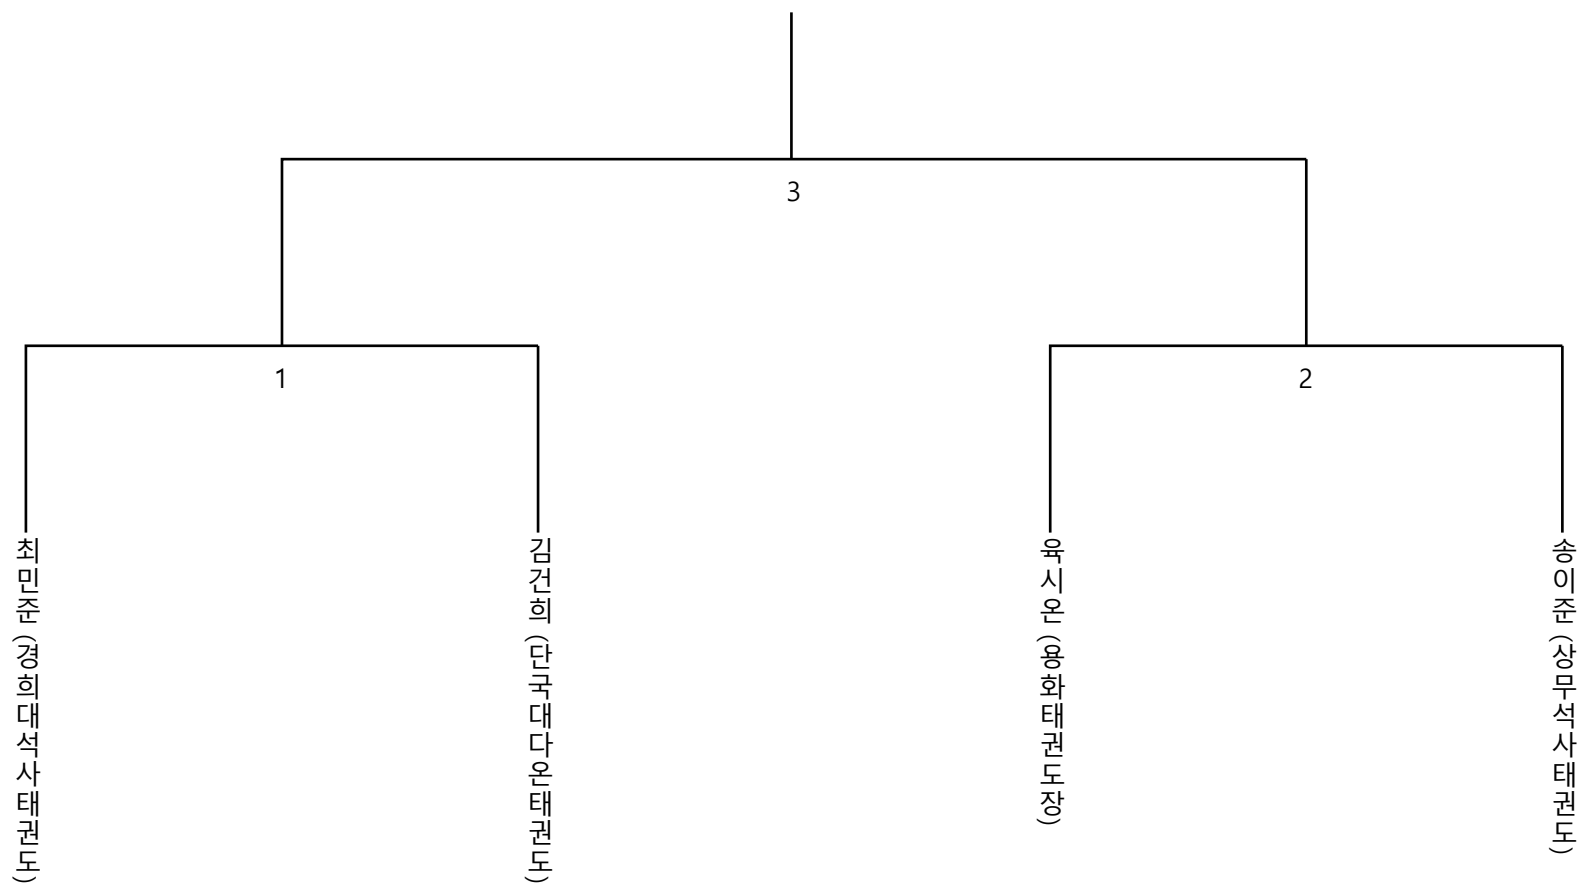 3
1
2
최민준 (경희대석사태권도)
김건희 (단국대다온태권도)
육시온 (용화태권도장)
송이준 (상무석사태권도)